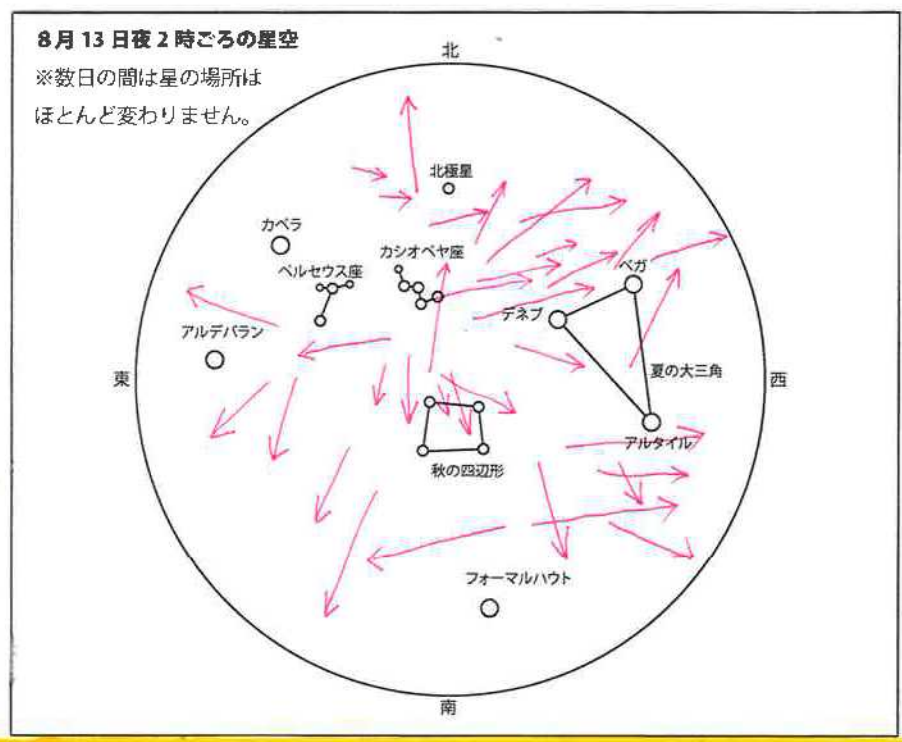 8月13日夜2時ごろの星空
※数日の間は星の場所は
ほとんど変わりません。
北
北極星
カペラ
カシオペヤ座
ペルセウス座
ベガ
デネブ
アルデバラン
東
夏の大三角
西
アルタイル
秋の四辺形
フォーマルハウト
南